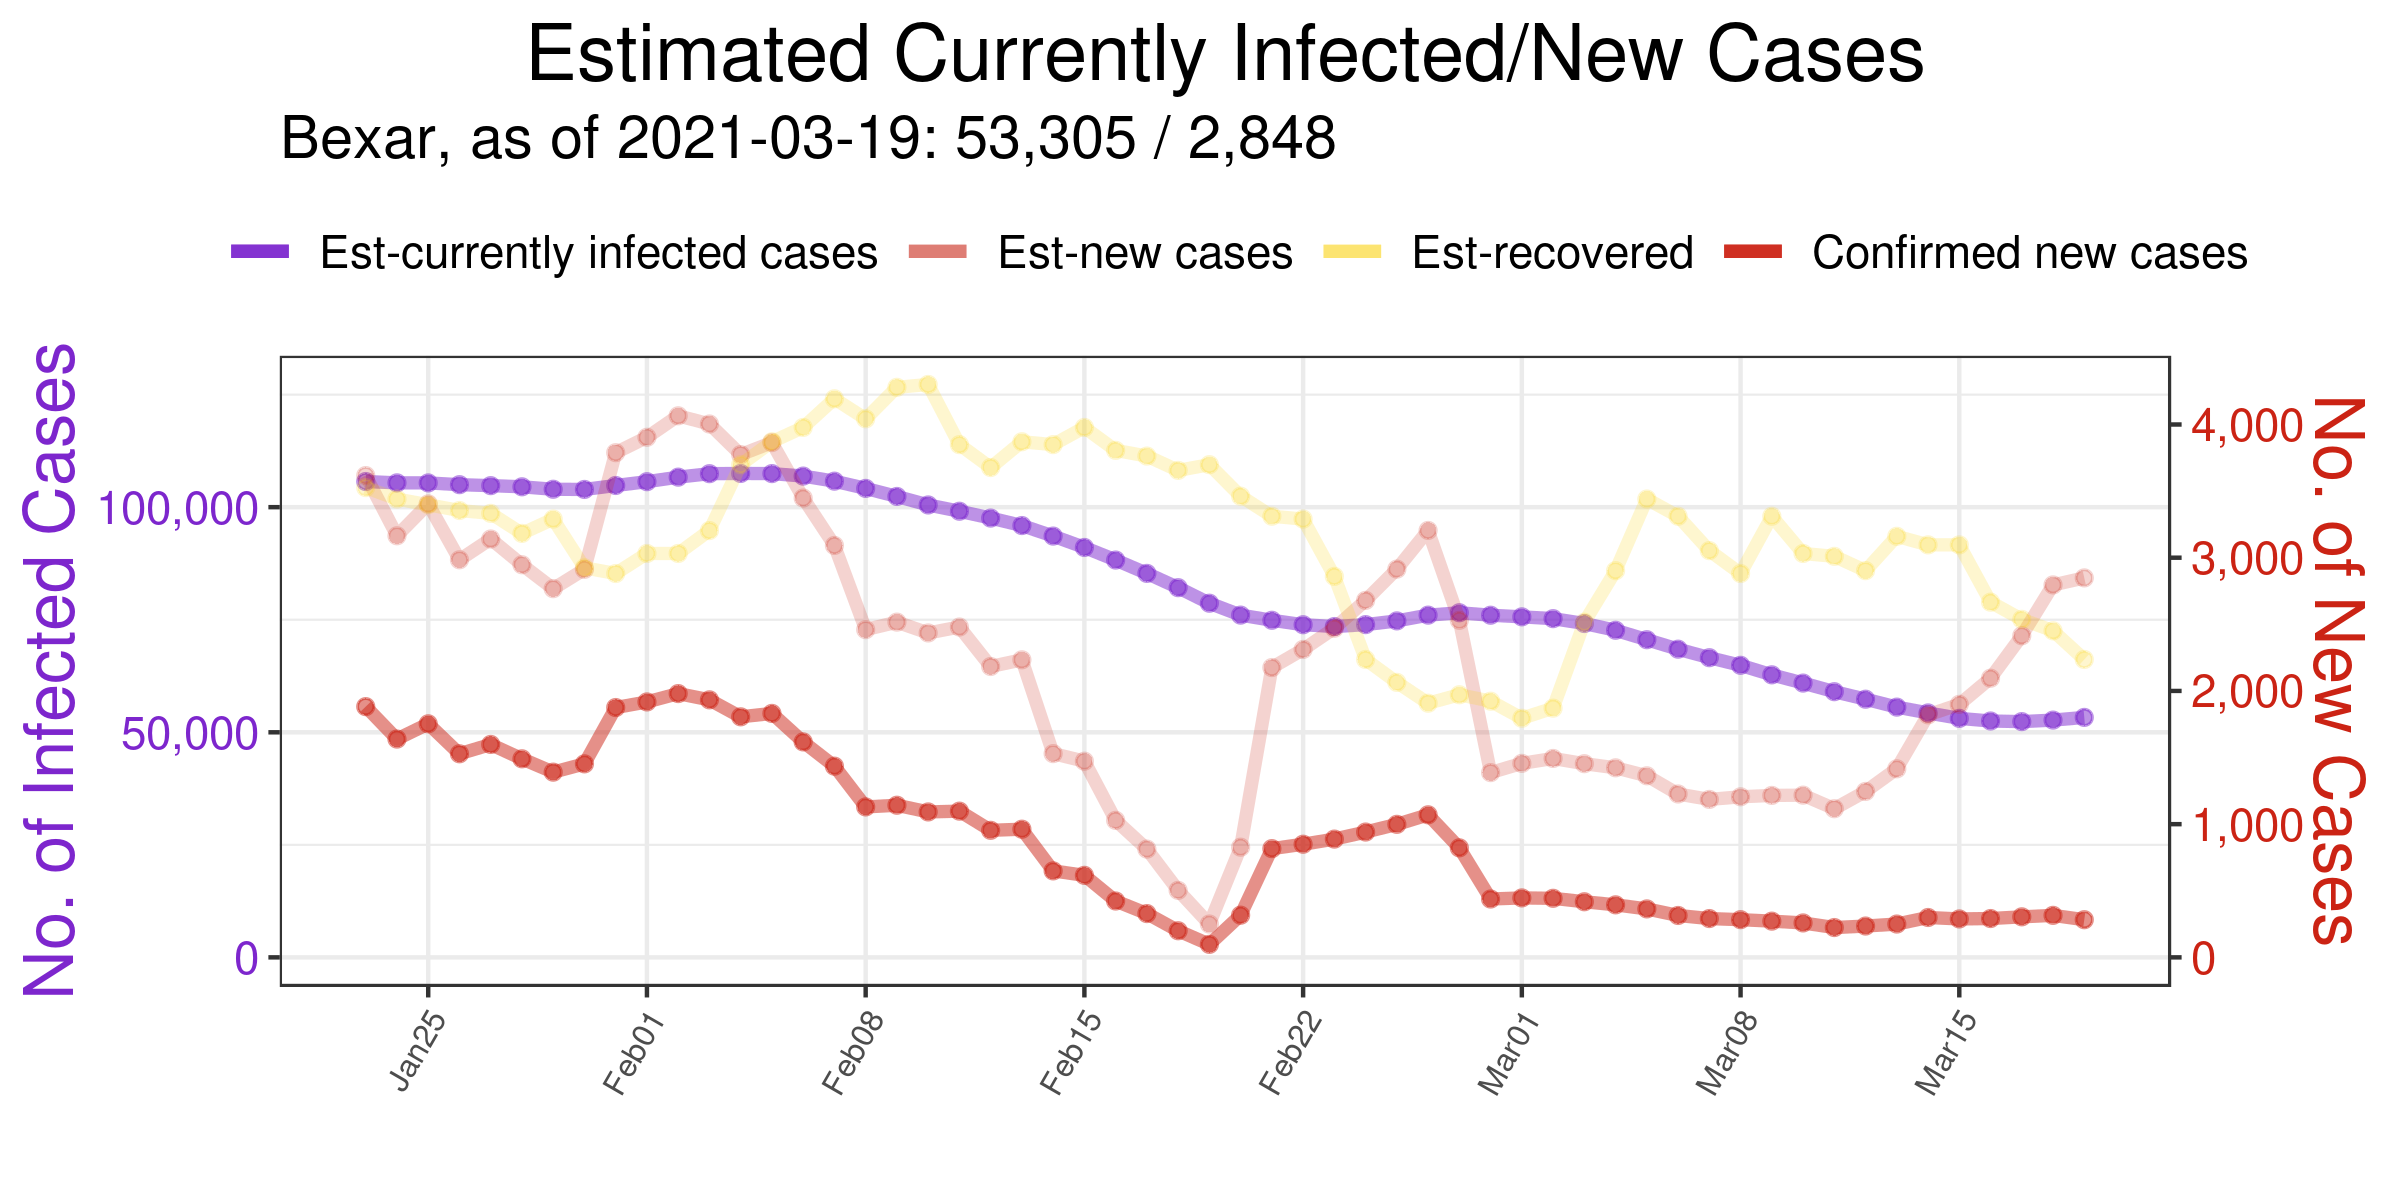 Estimated Currently Infected/New Cases
Bexar, as of 2021-03-19: 53,305 / 2,848
Est-currently infected cases Est-new cases Est-recovered Confirmed new cases
No. of Infected Cases
100,000
50,000
0
4,000
3,000
2,000
1,000
0
No. of New Cases
Jan25 Feb01 Feb08 Feb15 Feb22 Mar01 Mar08 Mar15